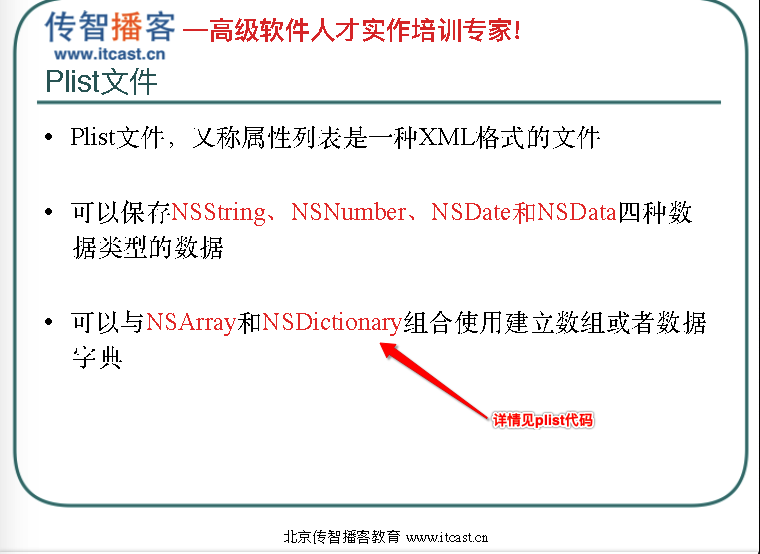 传智播客 —高级软件人才实作培训专家!
www.itcast.cn
Plist文件
• Plist文件，又称属性列表是一种XML格式的文件
• 可以保存NSString、NSNumber、NSDate和NSData四种数
据类型的数据
• 可以与NSArray和NSDictionary组合使用建立数组或者数据
字典
详情见plist代码
北京传智播客教育 www.itcast.cn